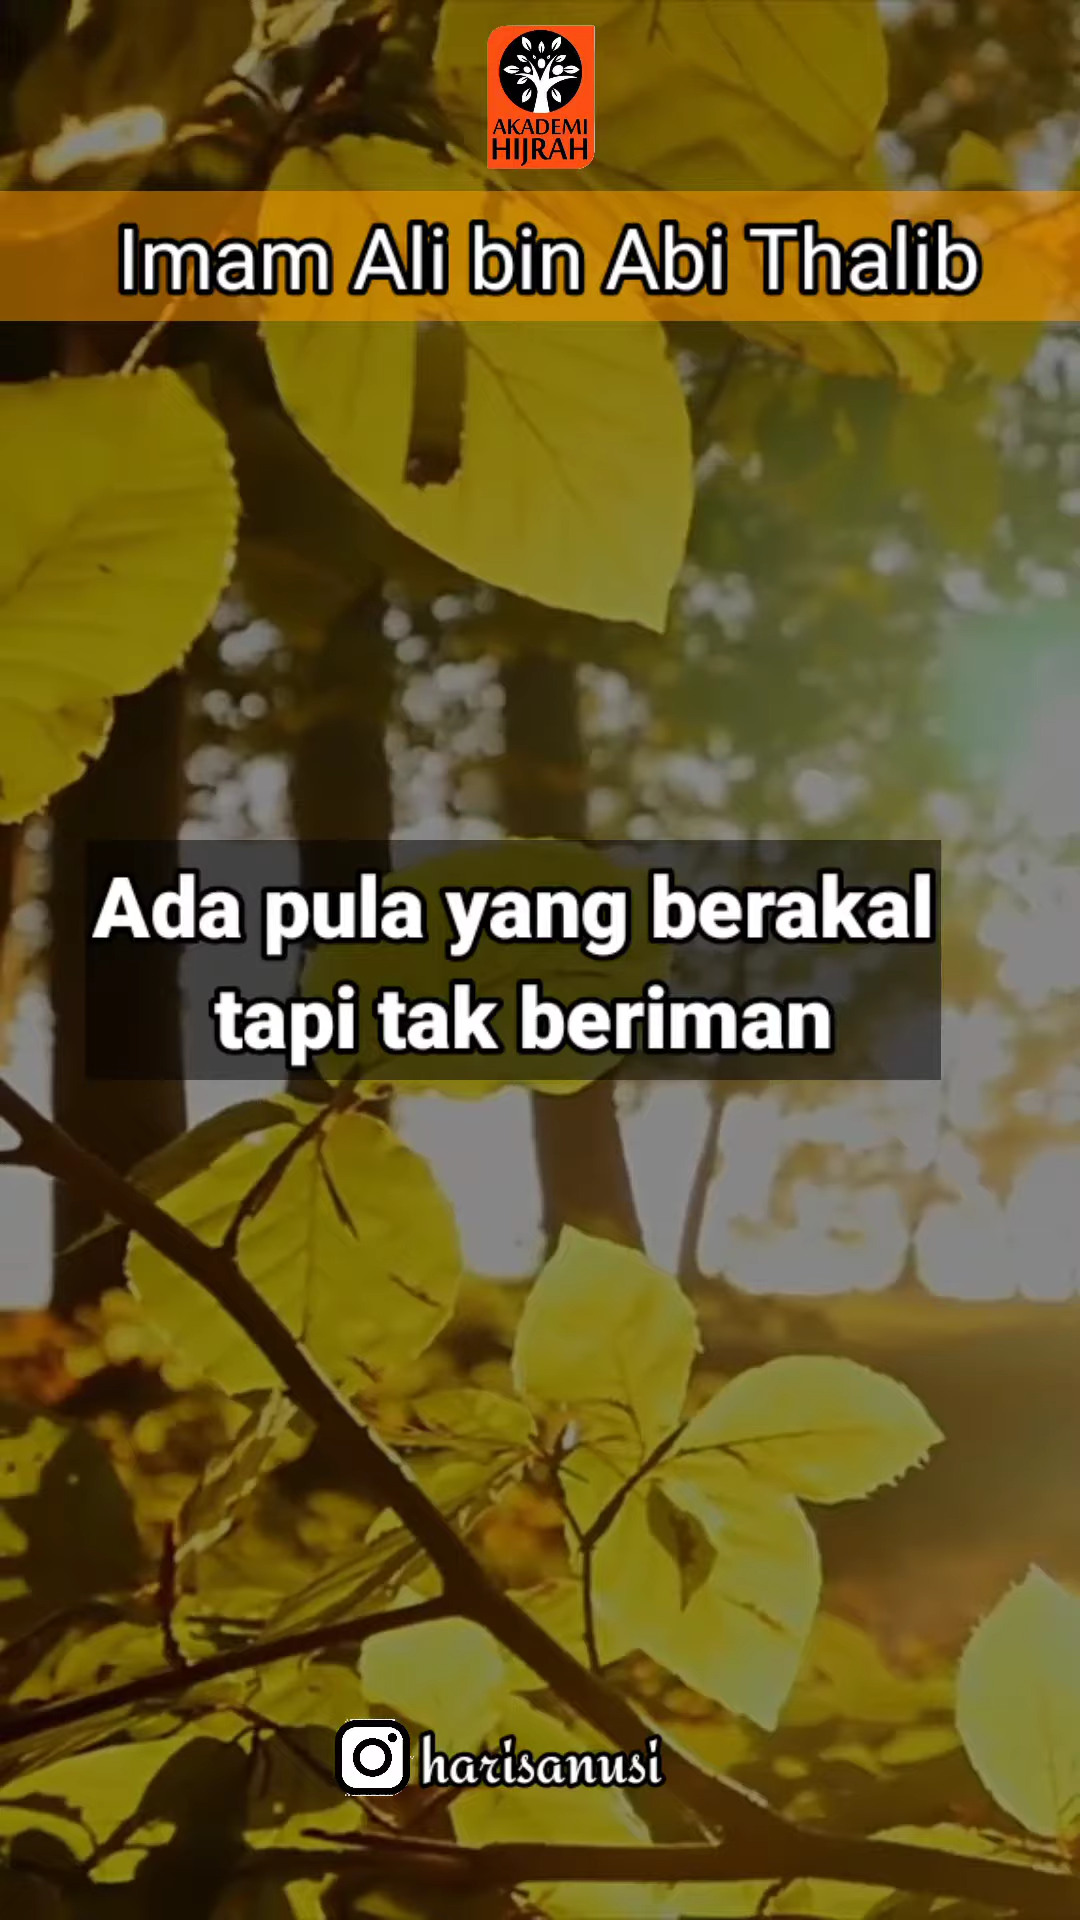 AKADEMI
HIJRAH
Imam Ali bin Abi Thalib
Ada pula yang berakal
tapi tak beriman
harisanusi